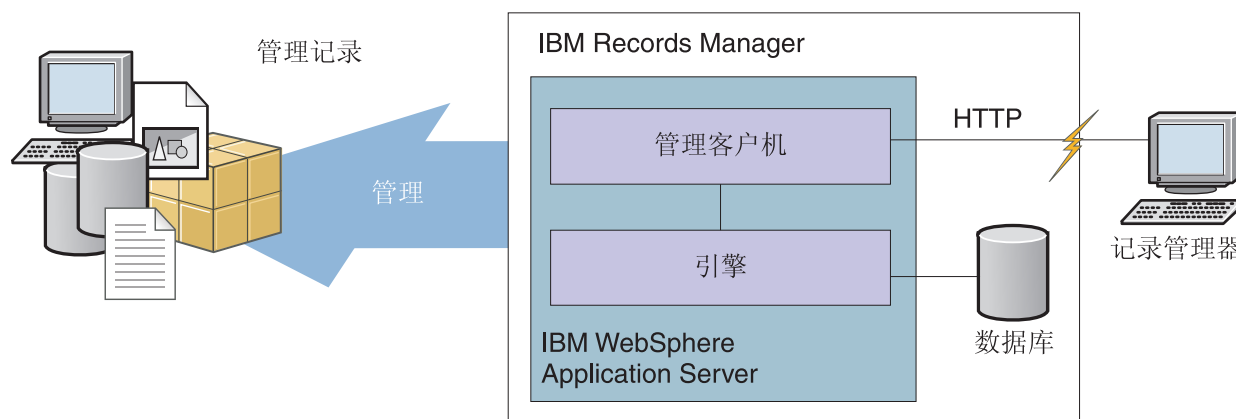 管理记录
管理
IBM Records Manager
管理客户机
引擎
IBM WebSphere
Application Server
HTTP
数据库
记录管理器